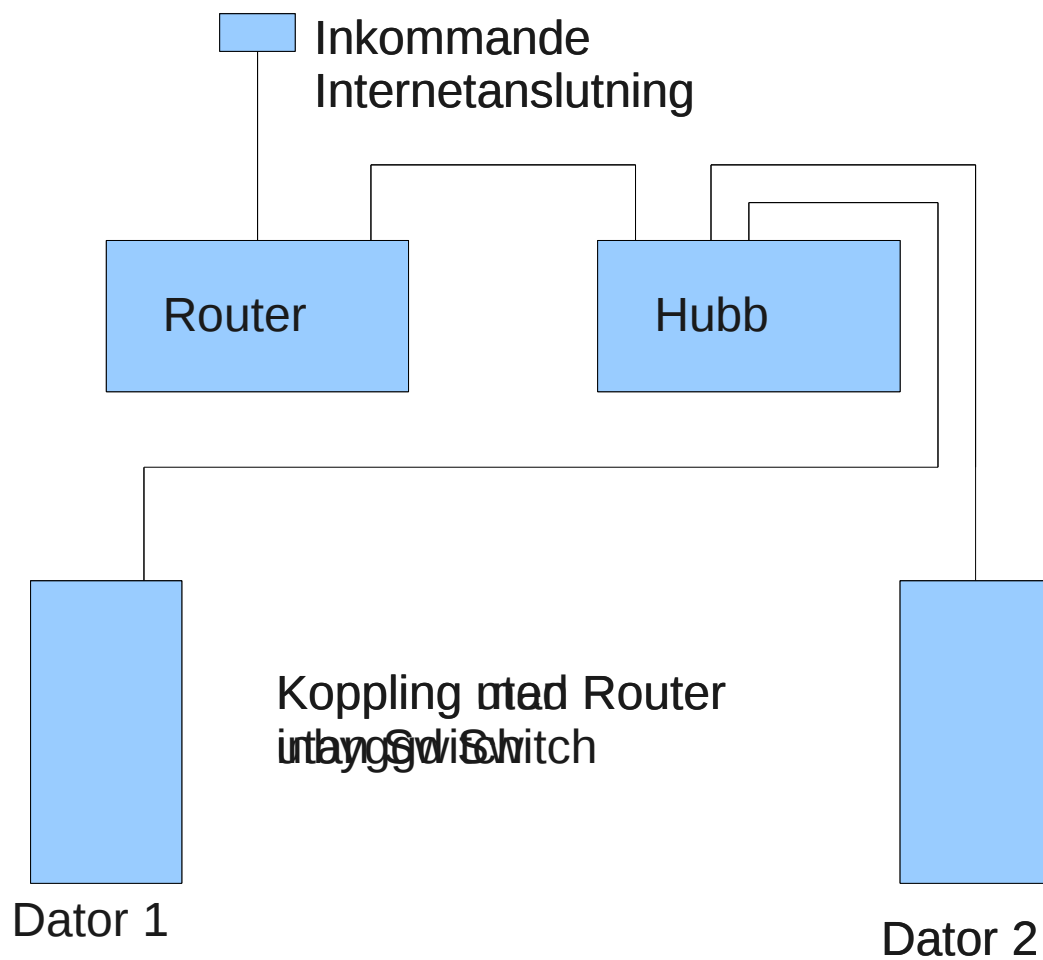 Inkommande
Internetanslutning
Router
Hubb
Koppling Router
Switch
Dator 1
Dator 2